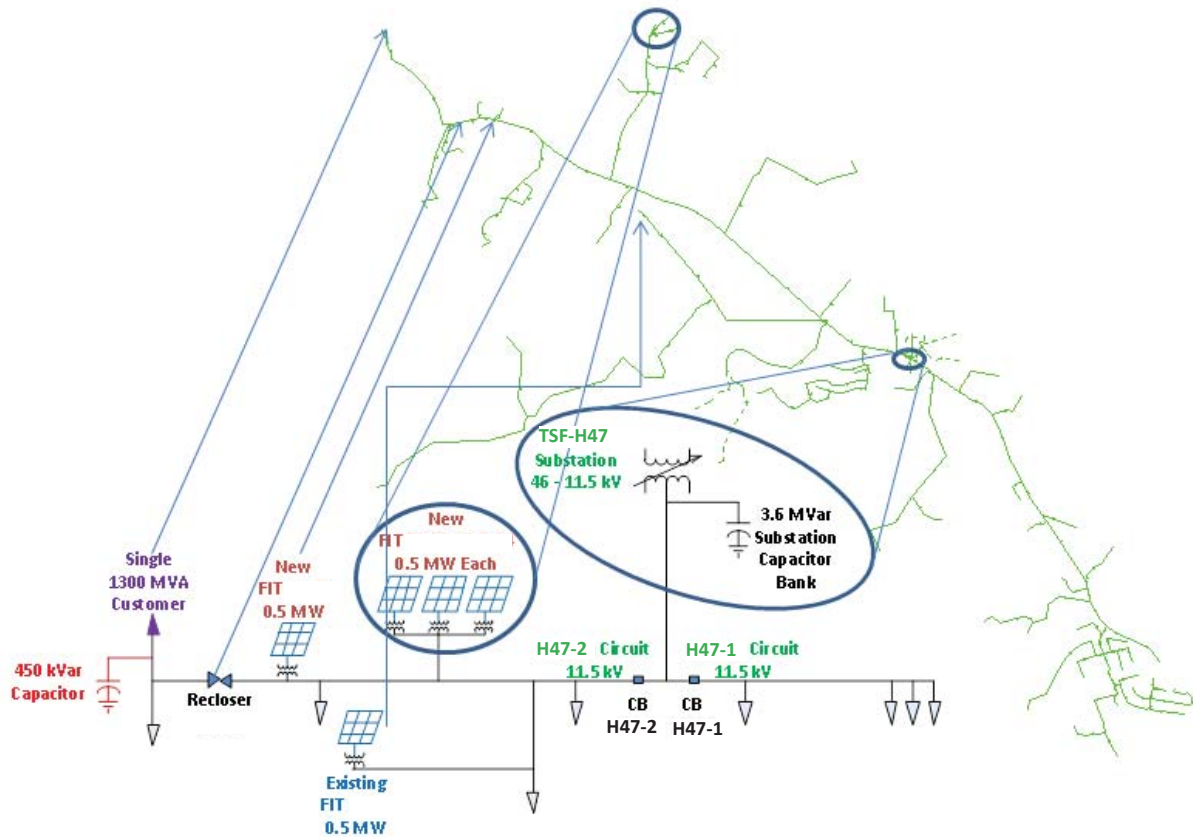 TSF-H47
Substation
46 - 11.5 kV
3.6 MVar
Substation
Capacitor
Bank
New
FIT
0.5 MW Each
Single
1300 MVA
Customer
New
FIT
0.5 MW
H47-2 Circuit
11.5 kV
H47-1 Circuit
11.5 kV
450 kVar
Capacitor
Recloser
CB
H47-2
CB
H47-1
Existing
FIT
0.5 MW